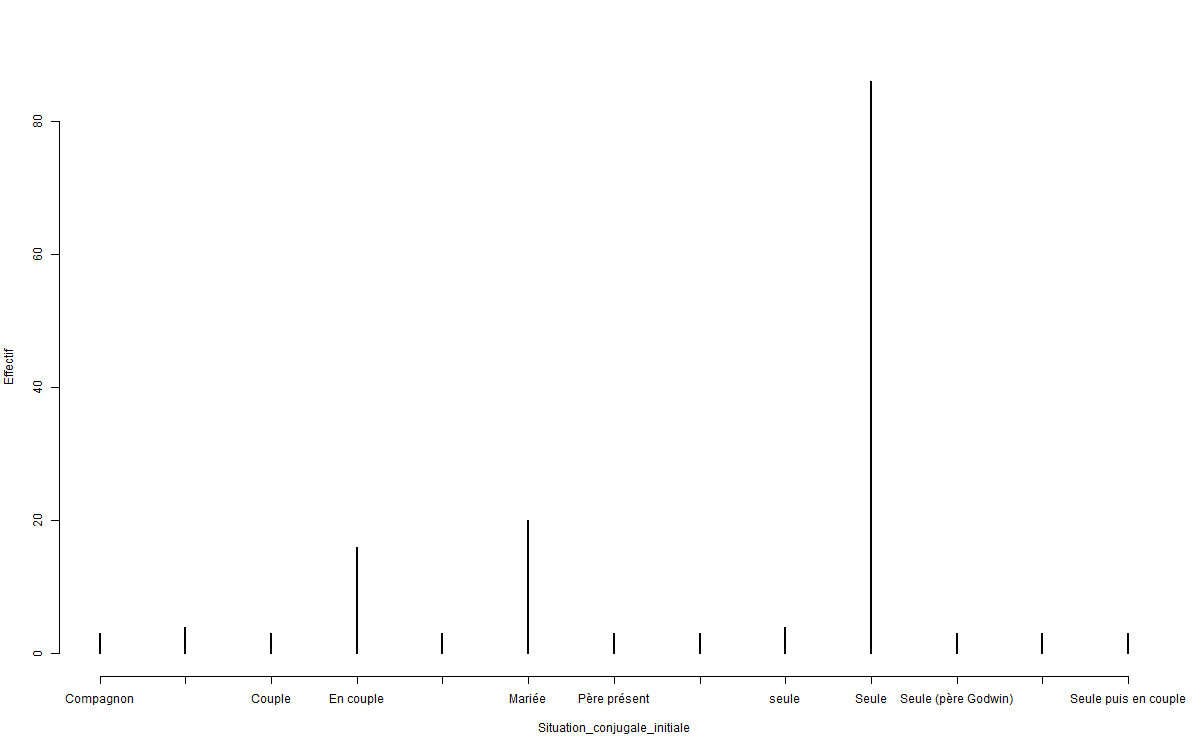 80
60
40
20
0
Effectif
Compagnon Couple En couple Mariée Père présent seule Seule Seule (père Godwin) Seule puis en couple
Situation_conjugale_initiale